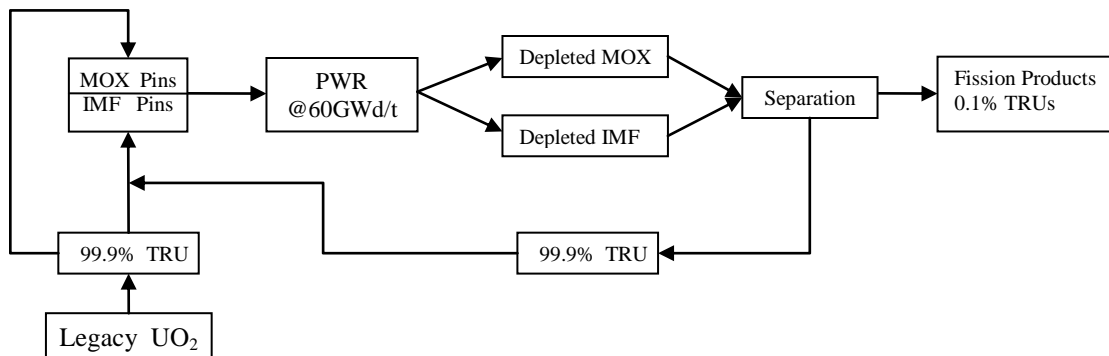 MOX Pins
IMF Pins
PWR
@60GWd/t
Depleted MOX
Depleted IMF
Separation
Fission Products
0.1% TRUs
99.9% TRU
99.9% TRU
Legacy UO₂